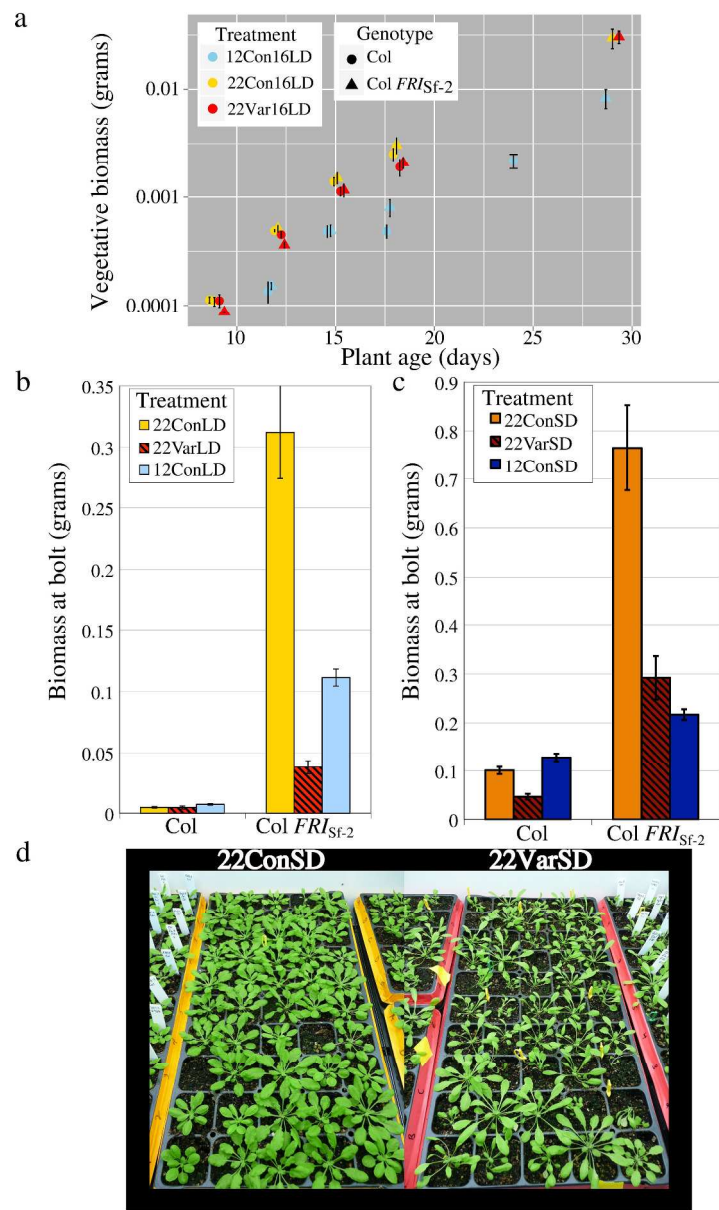 a
Vegetative biomass (grams)
0.01
0.001
0.0001
Treatment
12Con16LD
22Con16LD
22Var16LD
Genotype
Col
Col FRISf-2
10
15
20
25
30
Plant age (days)
b
Biomass at bolt (grams)
0.35
0.3
0.25
0.2
0.15
0.1
0.05
0
Treatment
22ConLD
22VarLD
12ConLD
Col
Col FRISf-2
c
Biomass at bolt (grams)
0.9
0.8
0.7
0.6
0.5
0.4
0.3
0.2
0.1
0
Treatment
22ConSD
22VarSD
12ConSD
Col
Col FRISf-2
d
22ConSD
22VarSD